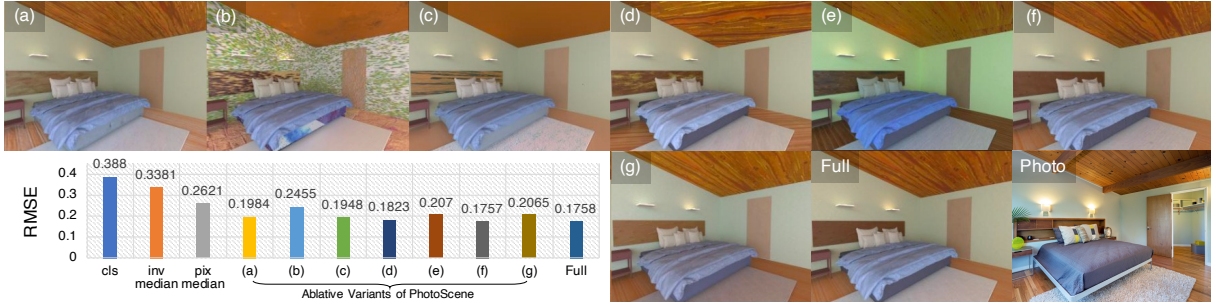 (a)
(b)
(c)
(d)
(e)
(f)
(g)
Full
Photo
RMSE
0.4
0.3
0.2
0.1
0
0.388
0.3381
0.2621
0.1984
0.2455
0.1948
0.1823
0.207
0.1757
0.2065
0.1758
cls
inv median
pix median
(a)
(b)
(c)
(d)
(e)
(f)
(g)
Full
Ablative Variants of PhotoScene